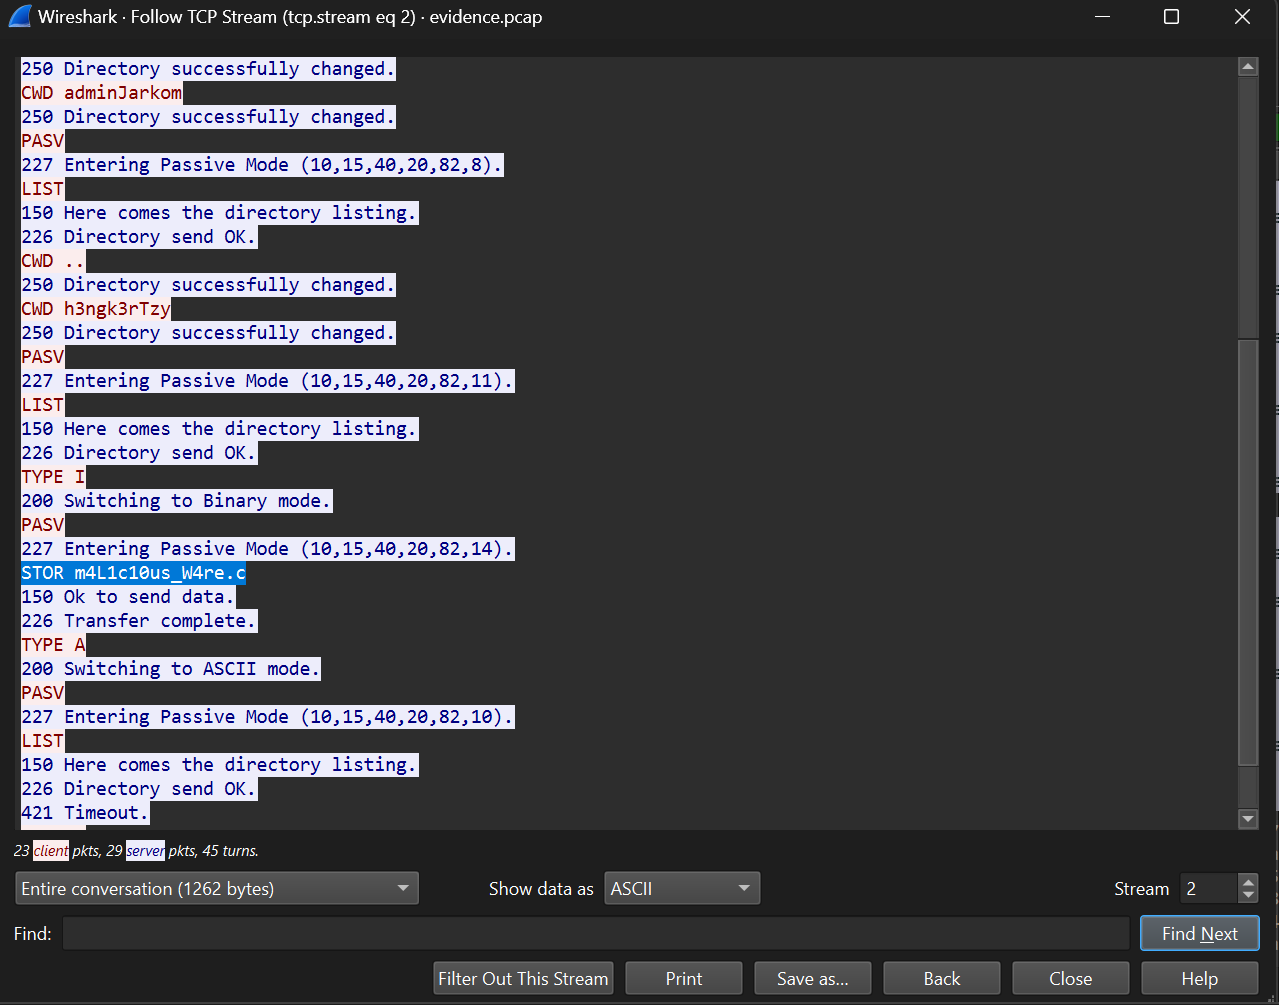 Wireshark · Follow TCP Stream (tcp.stream eq 2) · evidence.pcap
250 Directory successfully changed.
CWD adminJarkom
250 Directory successfully changed.
PASV
227 Entering Passive Mode (10,15,40,20,82,8).
LIST
150 Here comes the directory listing.
226 Directory send OK.
CWD ..
250 Directory successfully changed.
CWD h3ngk3rTzy
250 Directory successfully changed.
PASV
227 Entering Passive Mode (10,15,40,20,82,11).
LIST
150 Here comes the directory listing.
226 Directory send OK.
TYPE I
200 Switching to Binary mode.
PASV
227 Entering Passive Mode (10,15,40,20,82,14).
STOR m4L1c10us_W4re.c
150 Ok to send data.
226 Transfer complete.
TYPE A
200 Switching to ASCII mode.
PASV
227 Entering Passive Mode (10,15,40,20,82,10).
LIST
150 Here comes the directory listing.
226 Directory send OK.
421 Timeout.
23 client pkts, 29 server pkts, 45 turns.
Entire conversation (1262 bytes) Show data as ASCII Stream 2
Find: Find Next
Filter Out This Stream Print Save as... Back Close Help